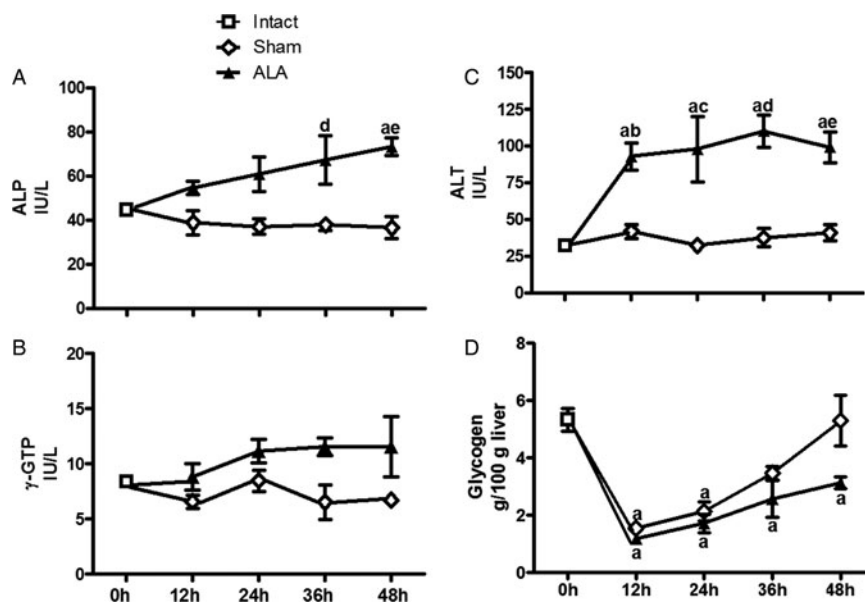 Intact
Sham
ALA
A
100
80
60
40
20
0
ALP
IU/L
d
ae
C
150
125
100
75
50
25
0
ALT
IU/L
ab
ac
ad
ae
B
20
15
10
5
0
γ-GTP
IU/L
0h 12h 24h 36h 48h
D
8
6
4
2
0
Glycogen
g/100 g liver
a
a
a
a
a
a
0h 12h 24h 36h 48h